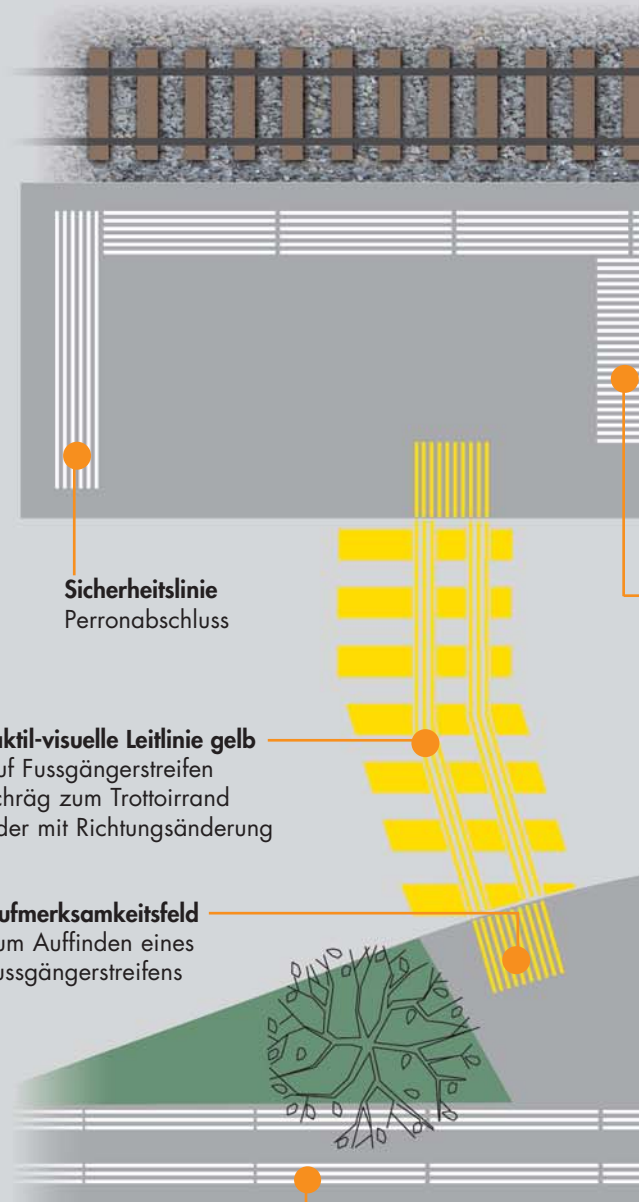 Sicherheitslinie
Perronabschluss
aktil-visuelle Leitlinie gelb
uf Fussgängerstreifen
chräg zum Trottoirrand
der mit Richtungsänderung
ufmerksamkeitsfeld
um Auffinden eines
ussgängerstreifens